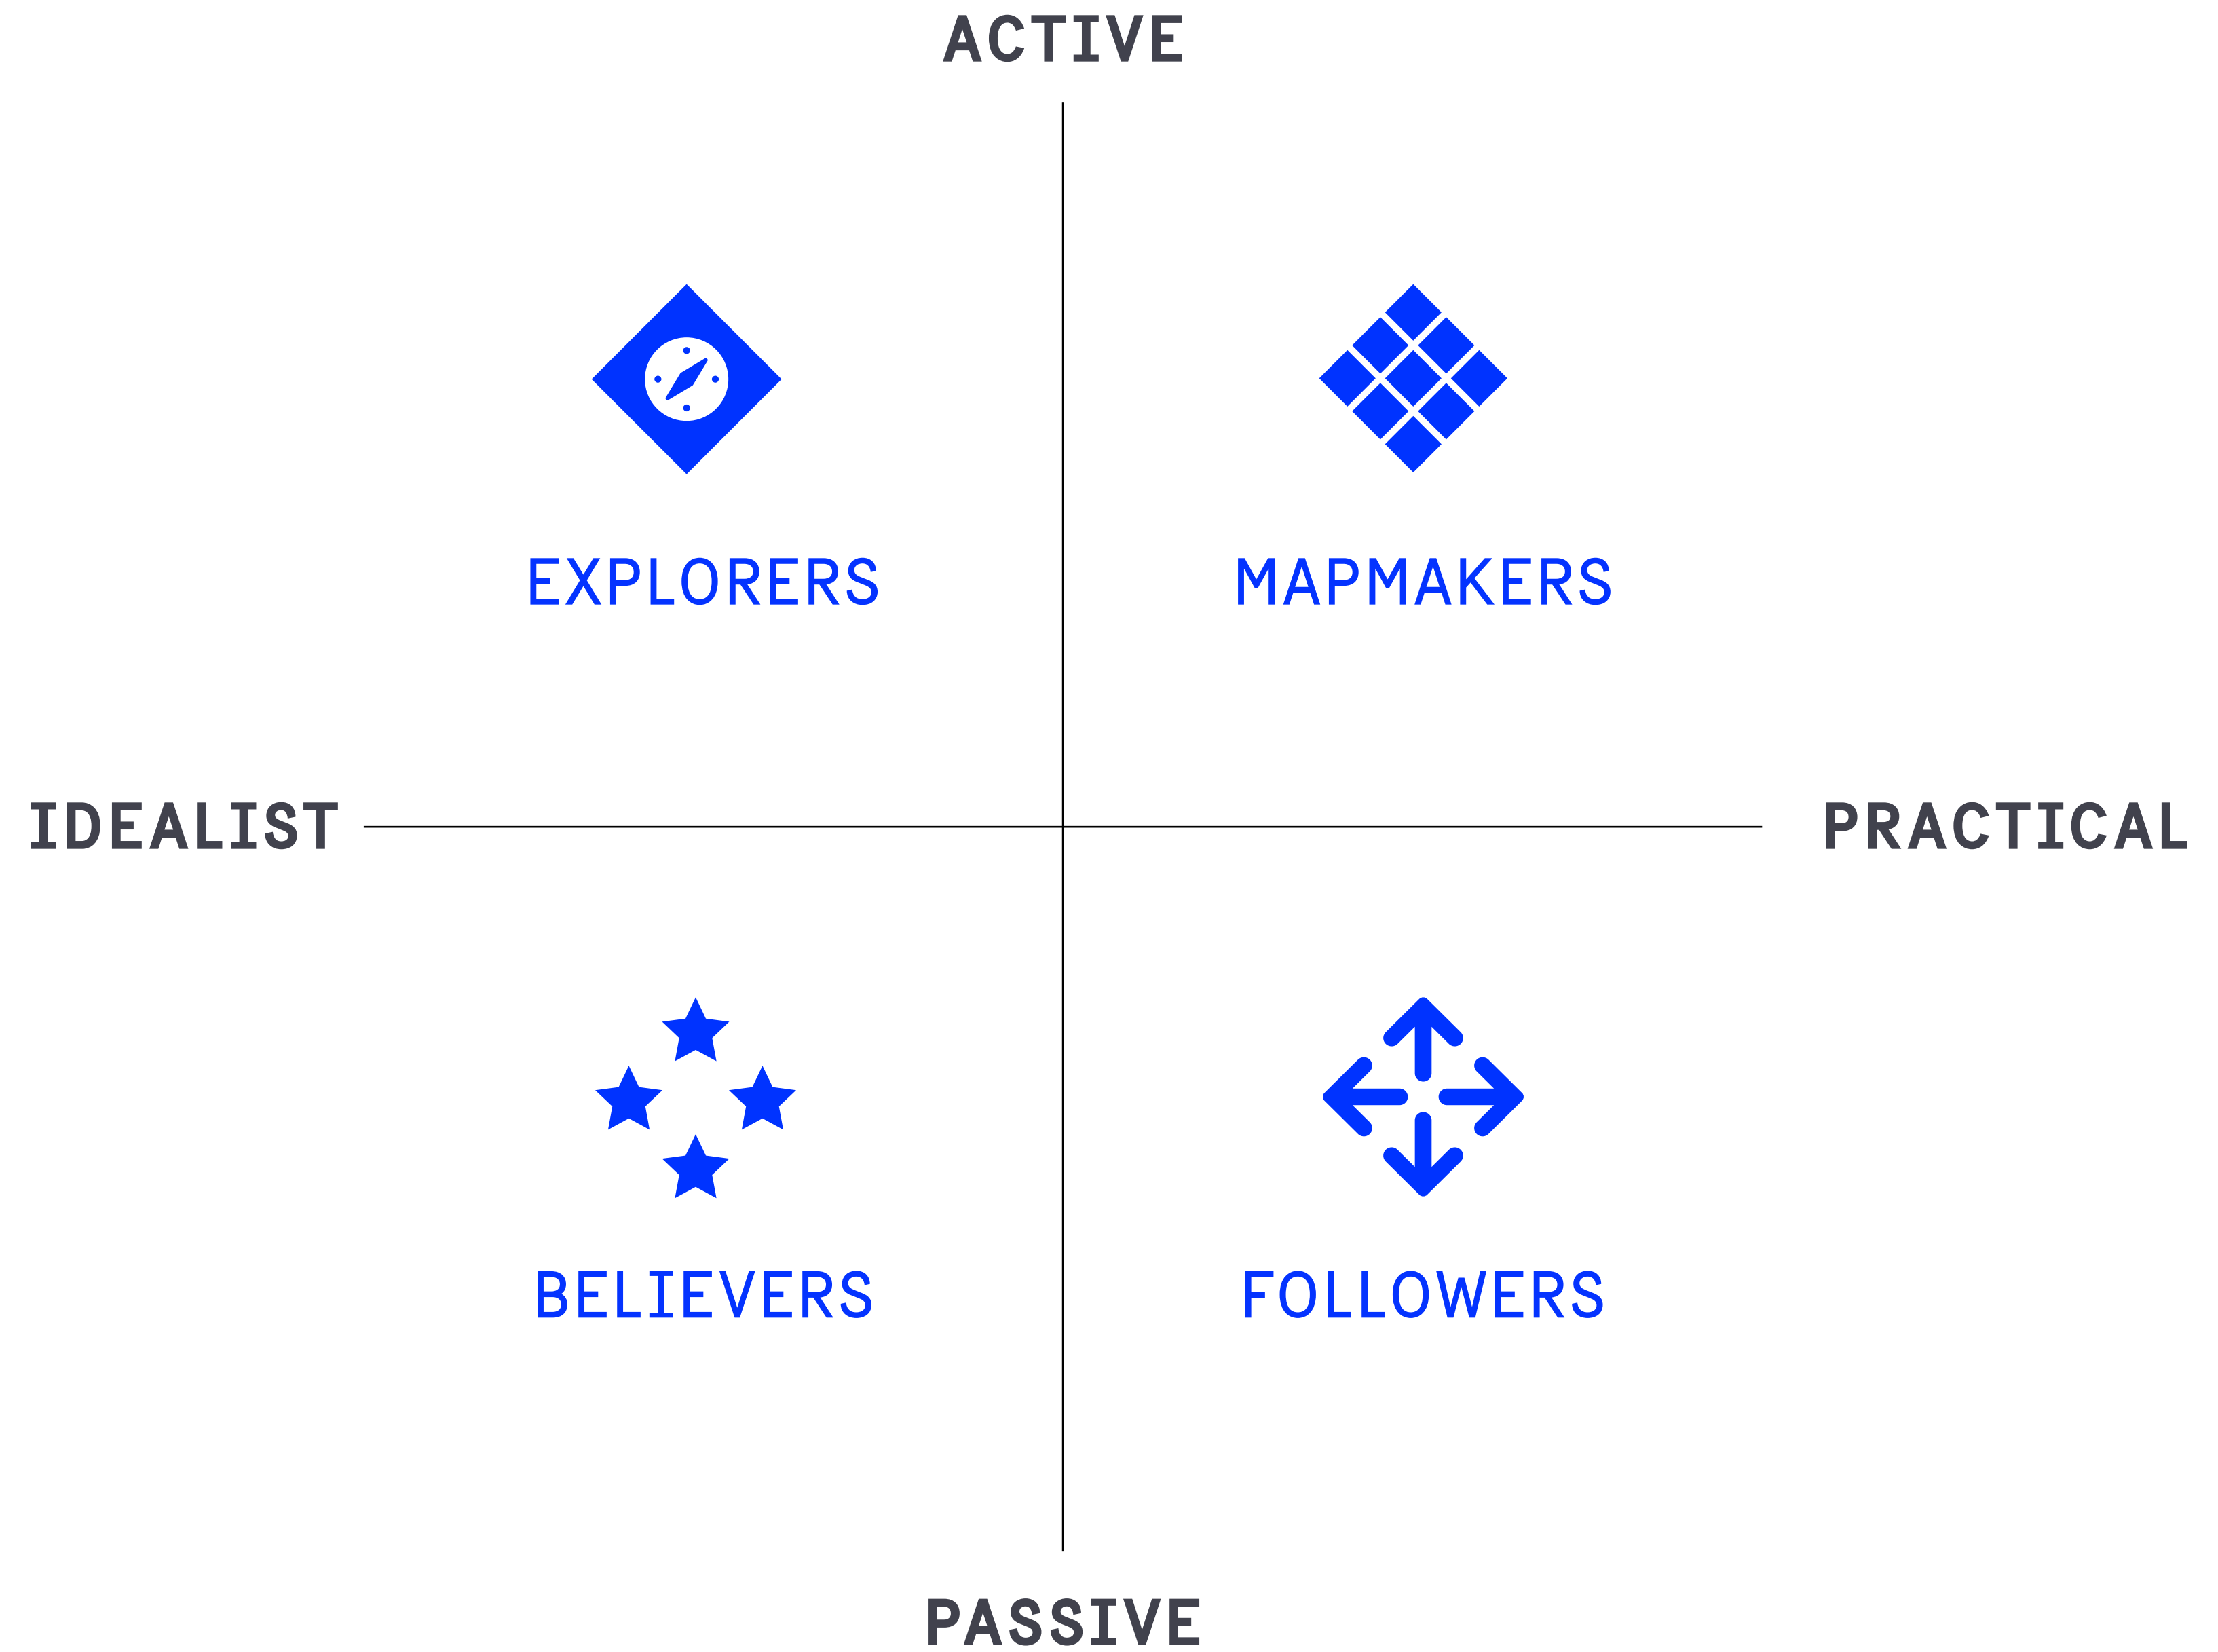 ACTIVE
EXPLORERS
MAPMAKERS
IDEALIST
PRACTICAL
BELIEVERS
FOLLOWERS
PASSIVE